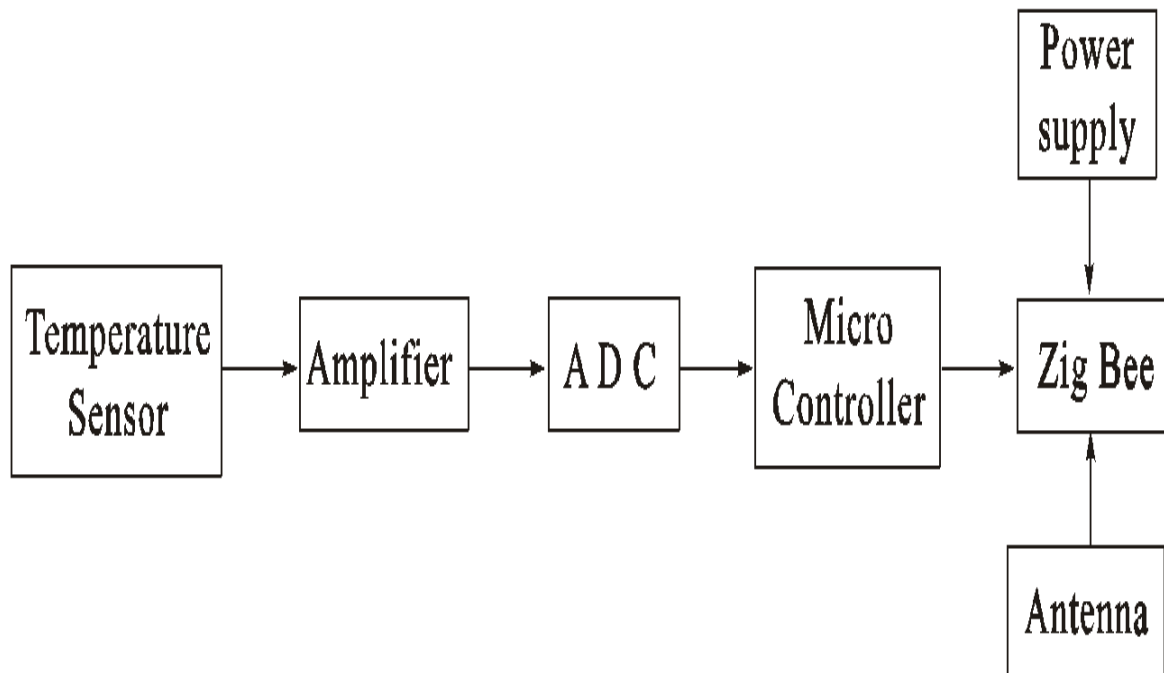 Power
supply
Temperature
Sensor
Amplifier
A D C
Micro
Controller
Zig Bee
Antenna